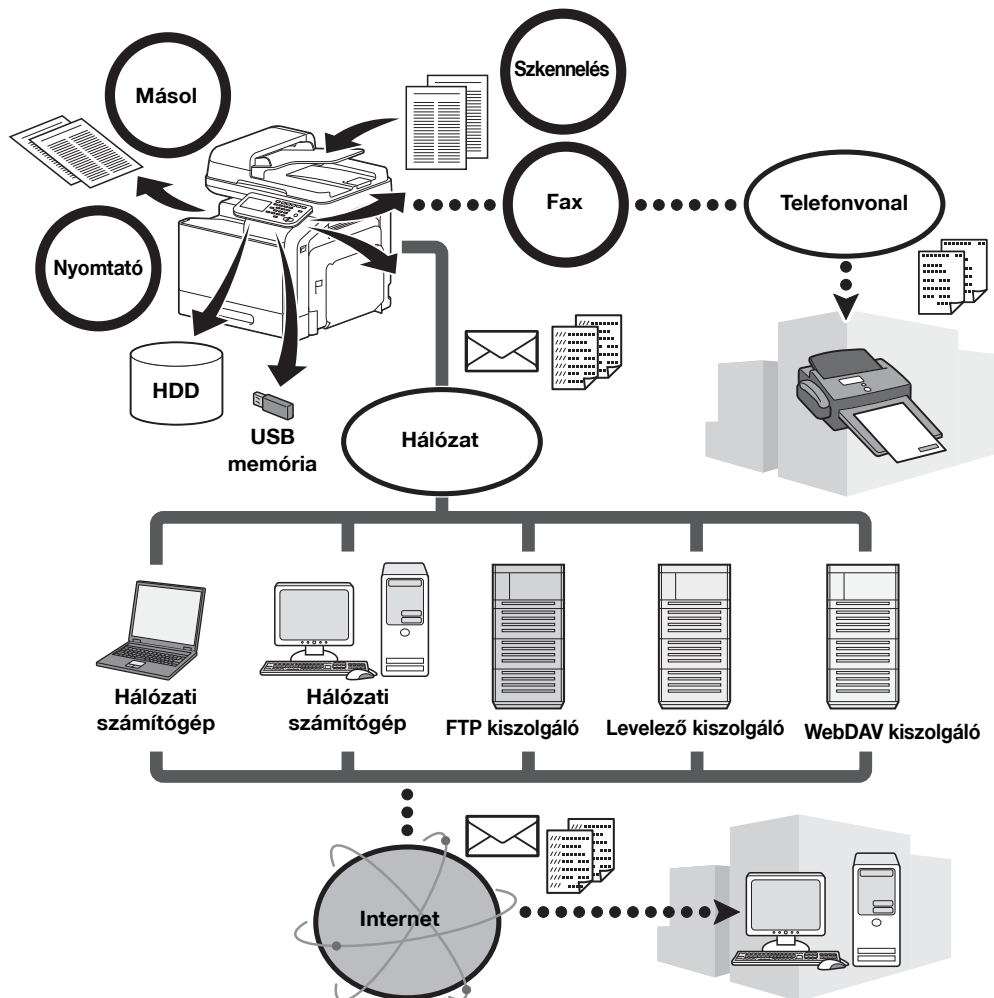 Szkennelés
Másol
Fax
Telefonvonal
Nyomtató
HDD
USB
memória
Hálózat
Hálózati
számítógép
Hálózati
számítógép
FTP kiszolgáló
Levelező kiszolgáló
WebDAV kiszolgáló
Internet